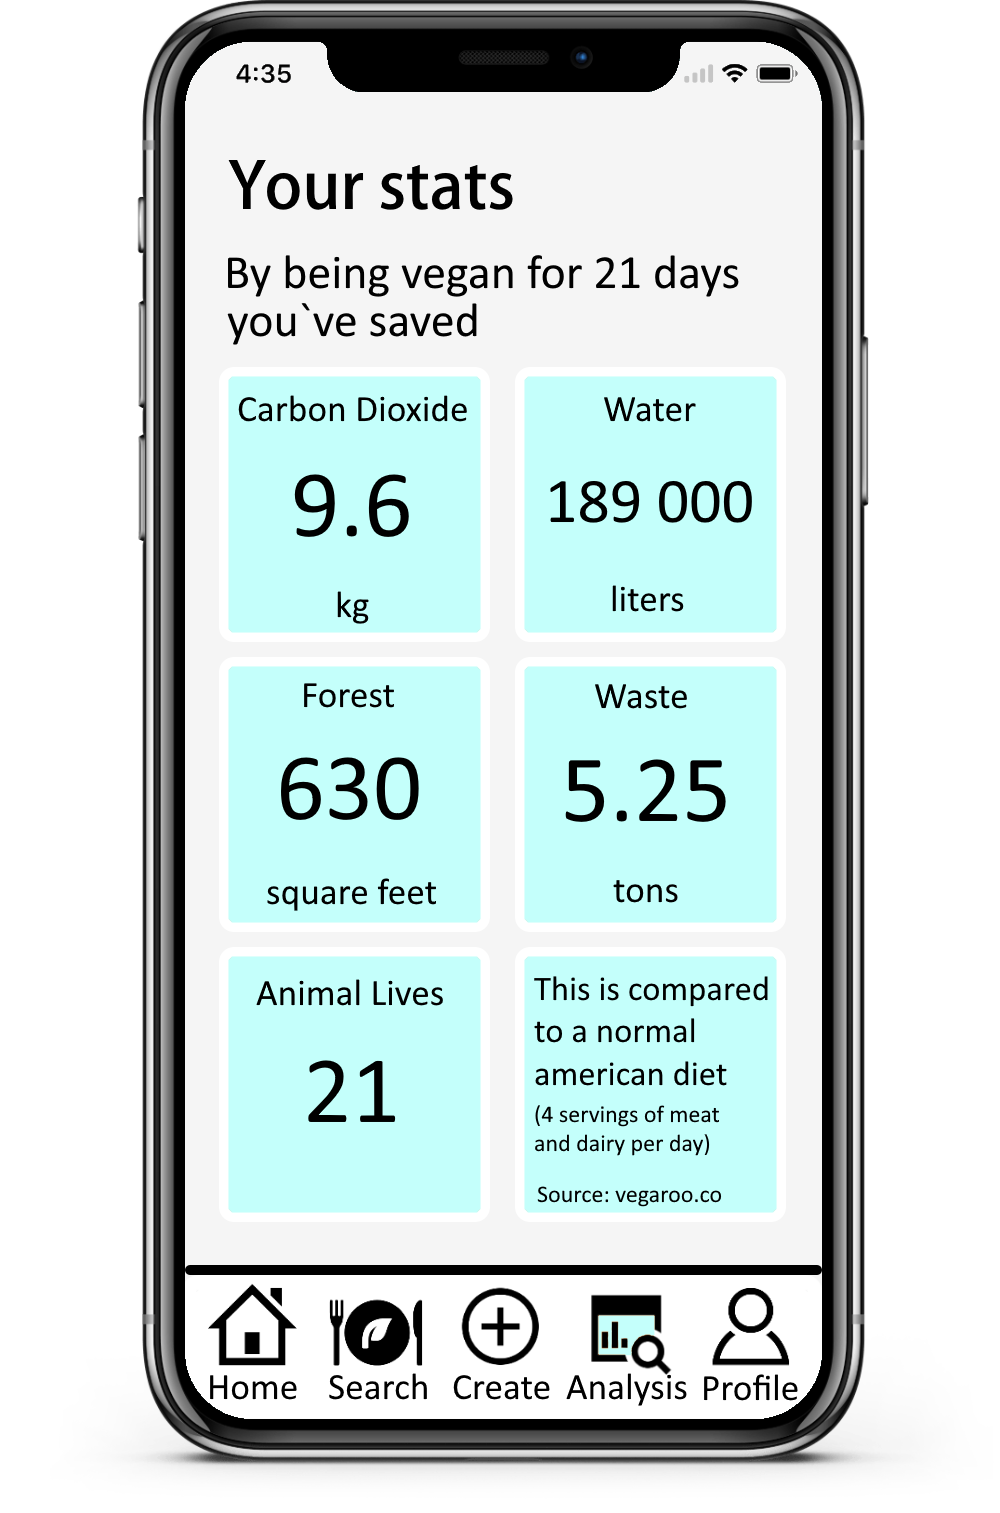 4:35
Your stats
By being vegan for 21 days
you`ve saved
Carbon Dioxide
9.6
kg
Water
189 000
liters
Forest
630
square feet
Waste
5.25
tons
Animal Lives
21
This is compared
to a normal
american diet
(4 servings of meat
and dairy per day)
Source: vegaroo.co
Home
Search
Create
Analysis
Profile